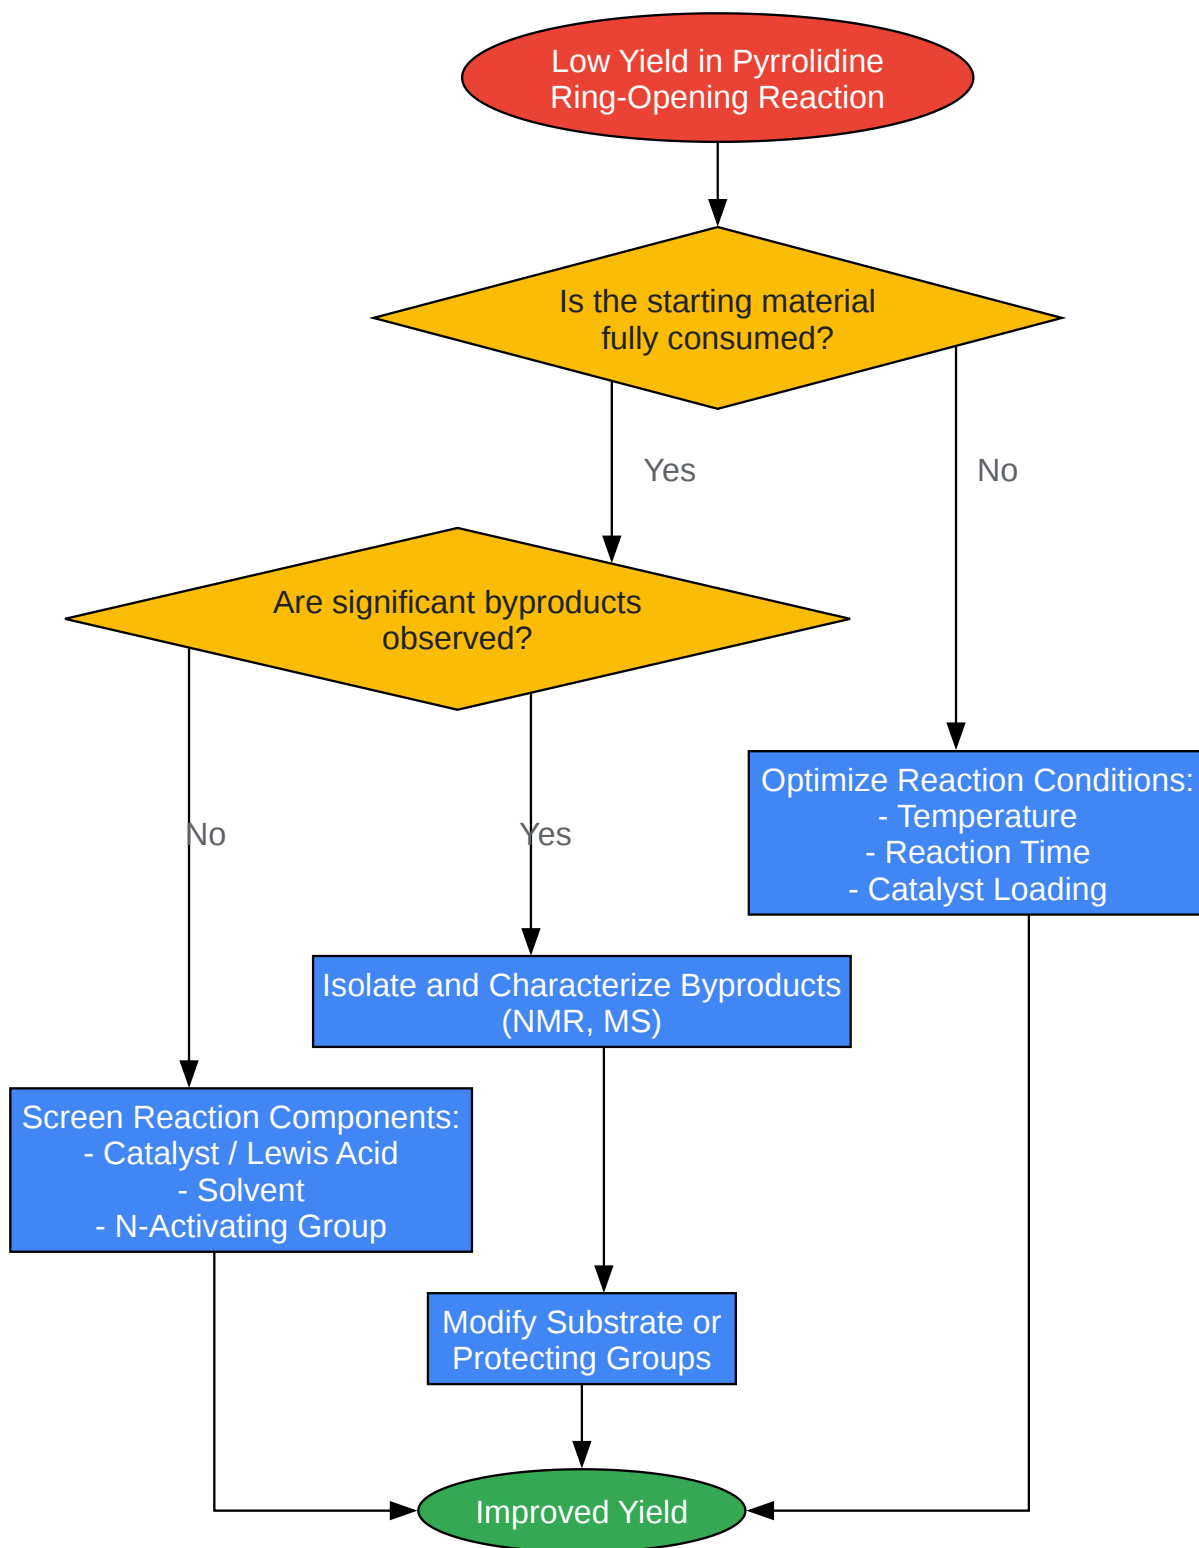 Low Yield in Pyrrolidine
Ring-Opening Reaction
Is the starting material
fully consumed?
Yes
No
Are significant byproducts
observed?
No
Yes
Optimize Reaction Conditions:
- Temperature
- Reaction Time
- Catalyst Loading
Isolate and Characterize Byproducts
(NMR, MS)
Screen Reaction Components:
- Catalyst / Lewis Acid
- Solvent
- N-Activating Group
Modify Substrate or
Protecting Groups
Improved Yield